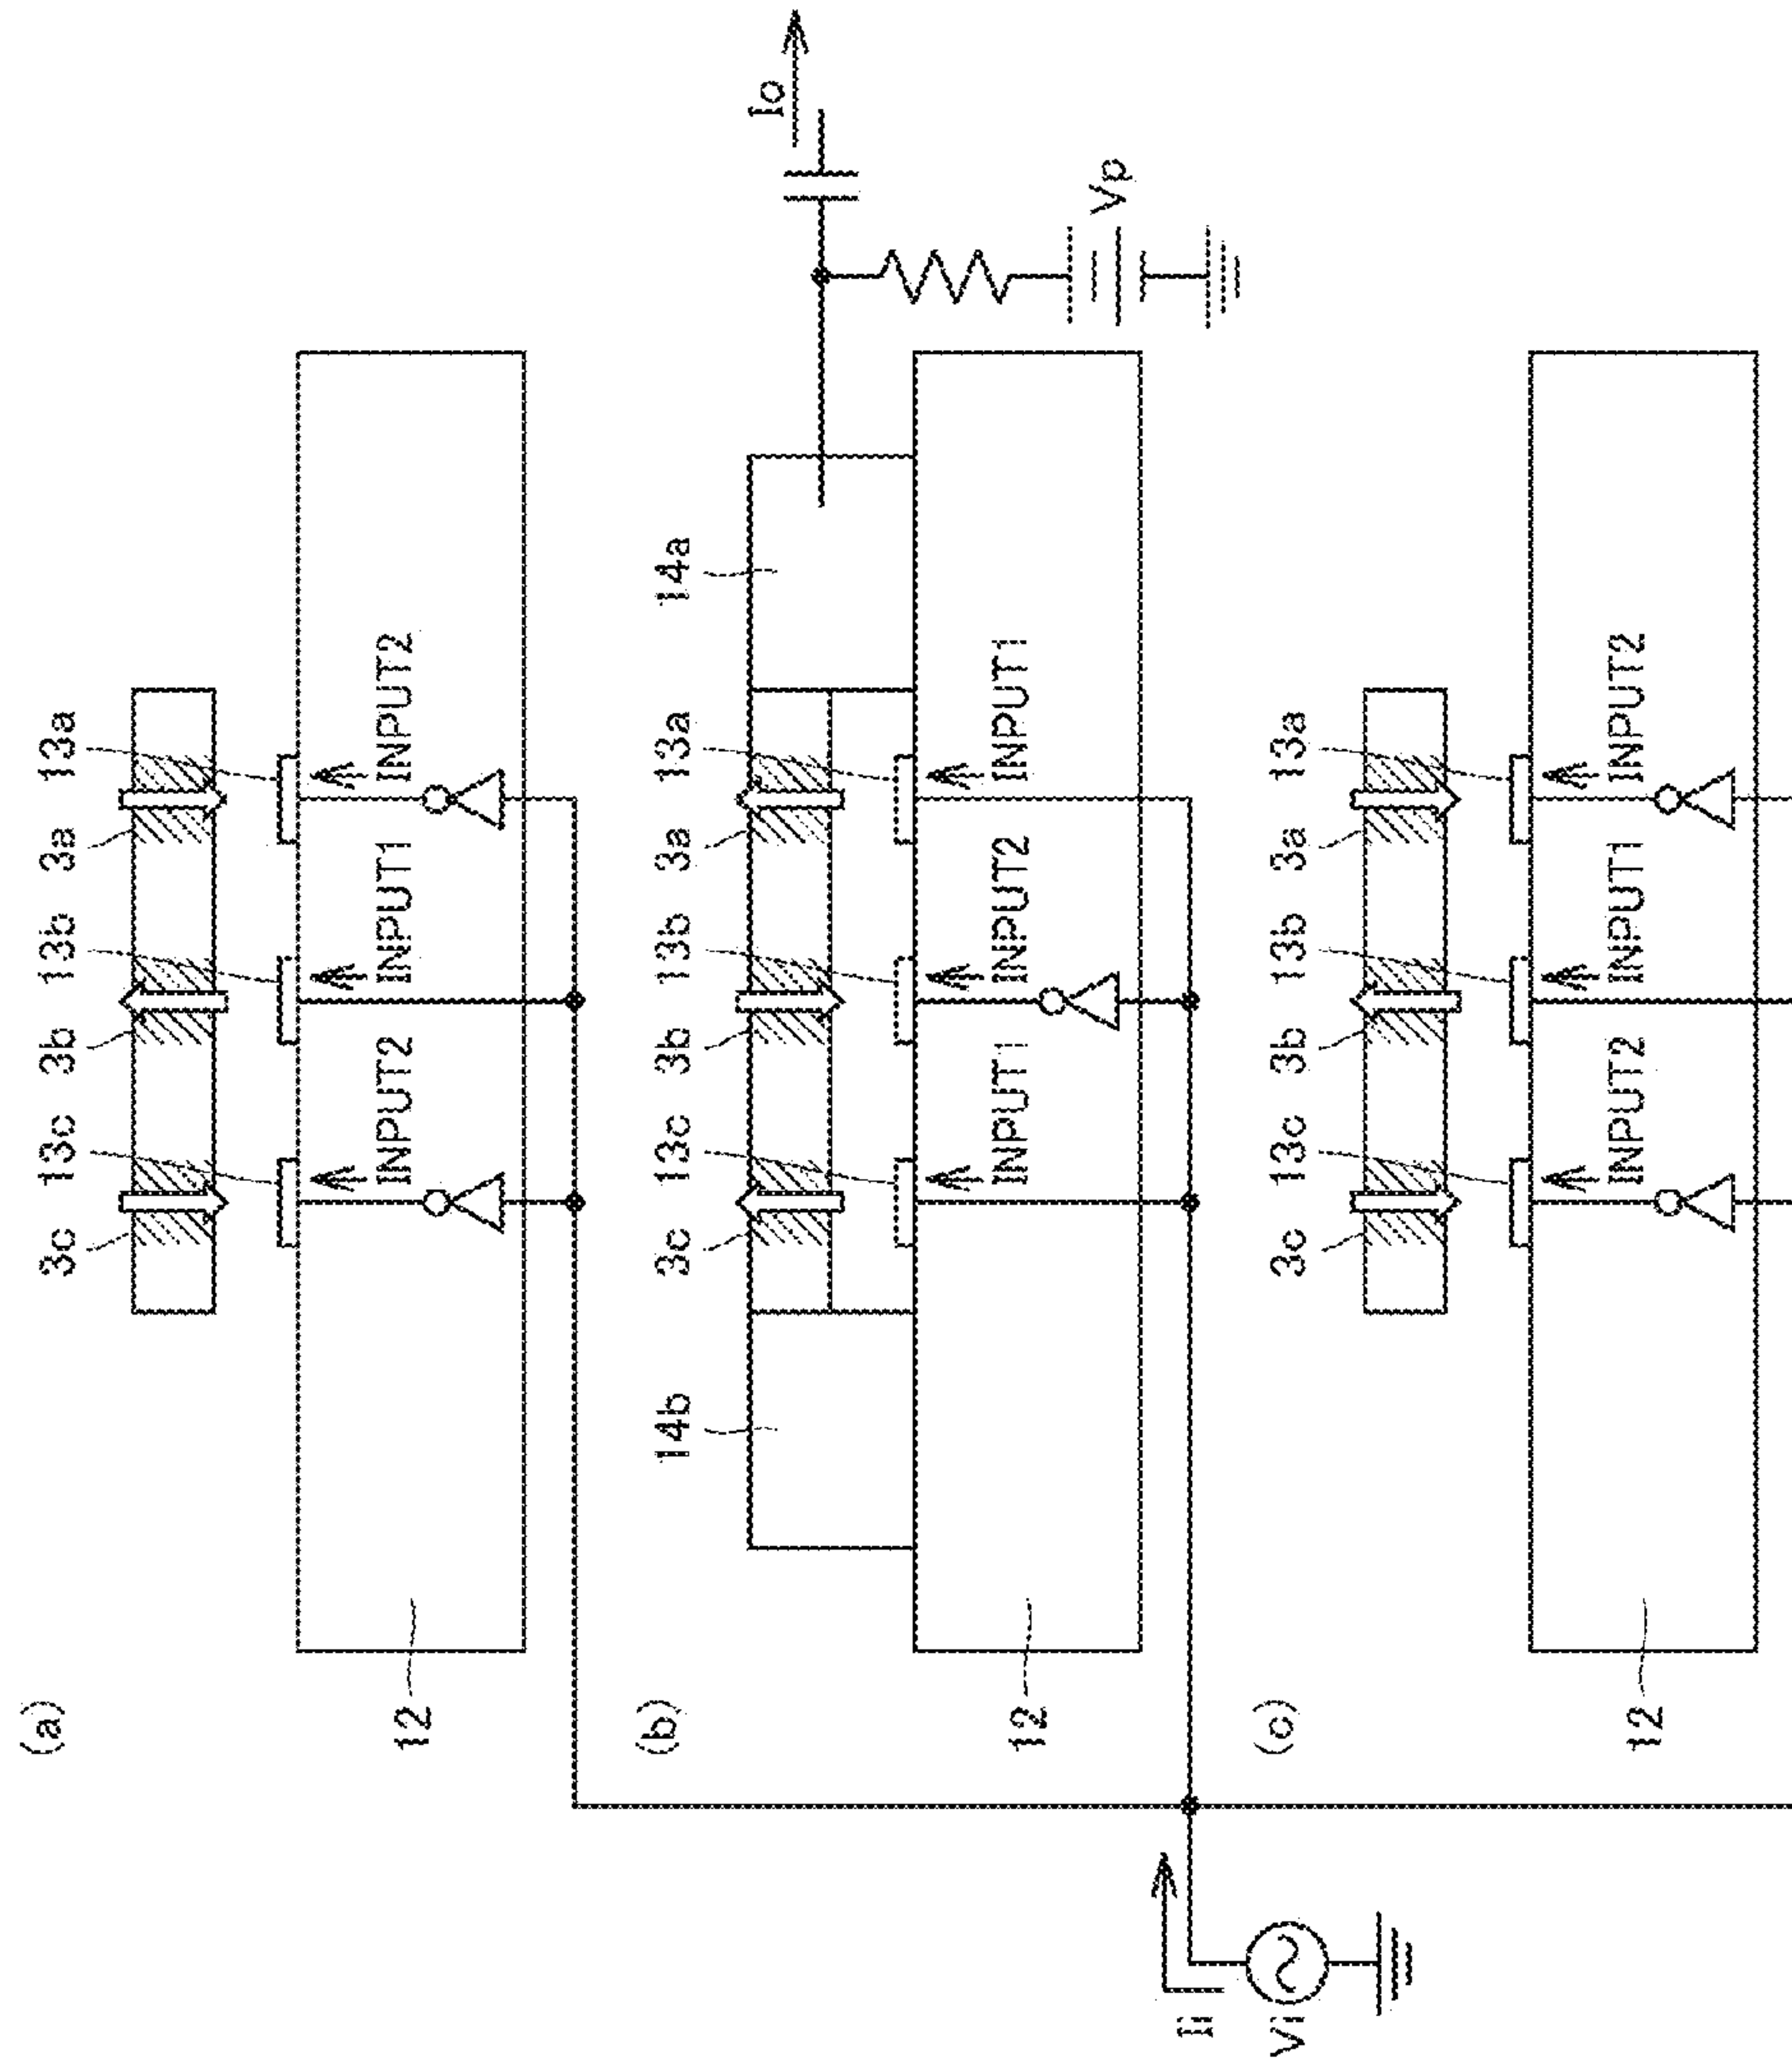 (a)
3c 13c 3b 13b 3a 13a
INPUT2 INPUT1 INPUT2
12
Io
(b)
14b 3c 13c 3b 13b 3a 13a 14a
INPUT1 INPUT2 INPUT1
12
Vp
Ii
Vi
(c)
3c 13c 3b 13b 3a 13a
INPUT2 INPUT1 INPUT2
12